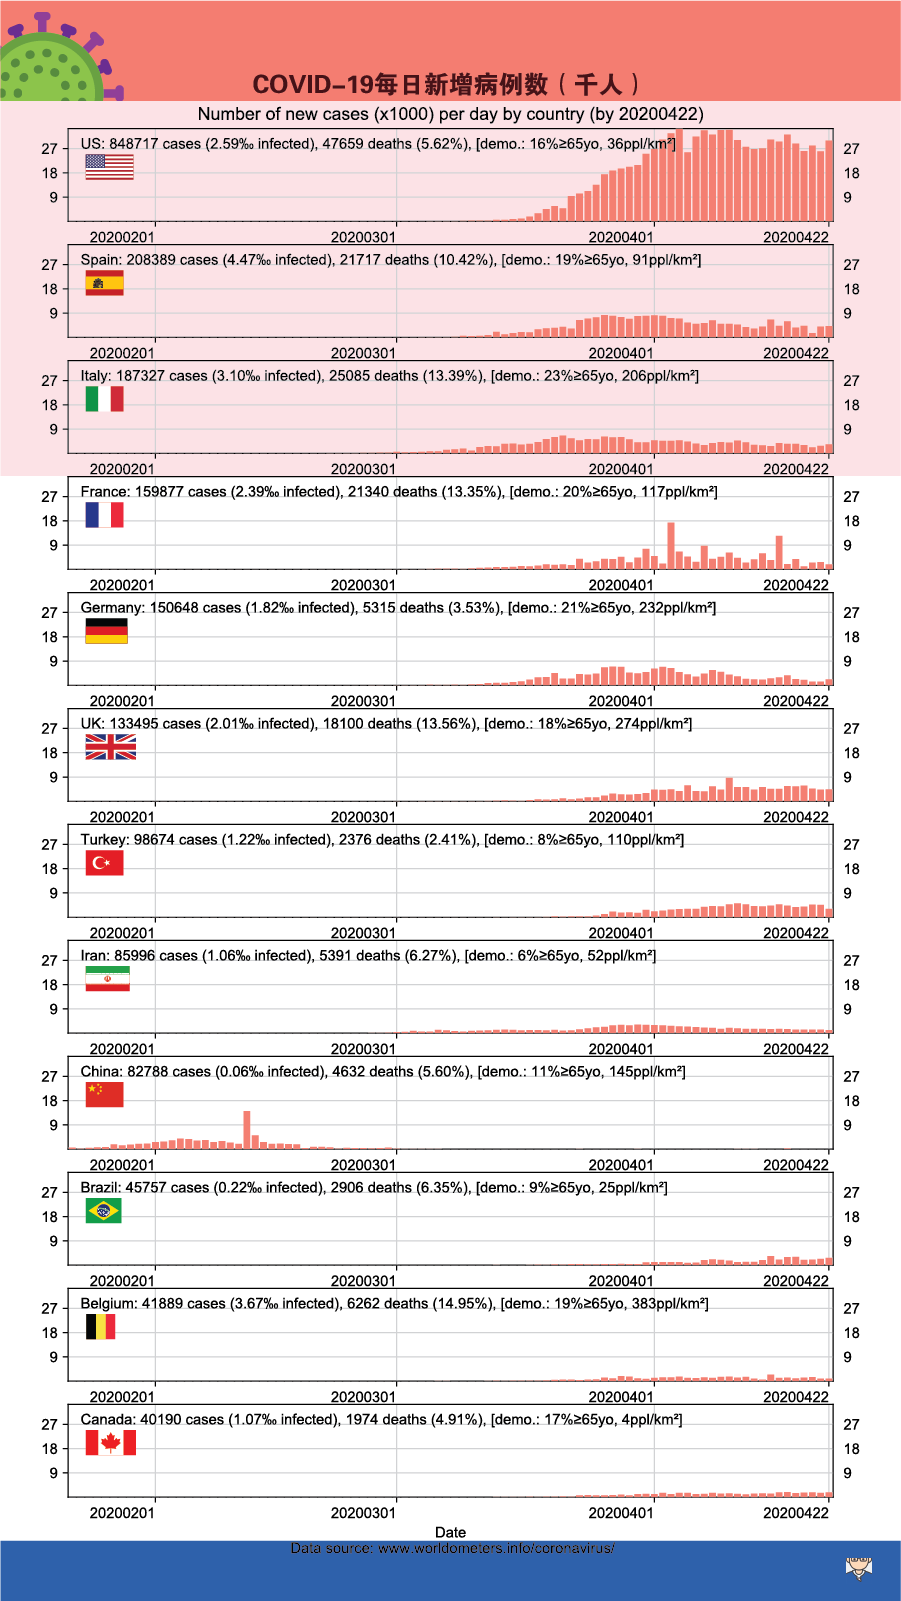 COVID-19每日新增病例数（千人）
Number of new cases (x1000) per day by country (by 20200422)
US: 848717 cases (2.59‰ infected), 47659 deaths (5.62%), [demo.: 16%≥65yo, 36ppl/km²]
27 27
18 18
9 9
20200201 20200301 20200401 20200422
Spain: 208389 cases (4.47‰ infected), 21717 deaths (10.42%), [demo.: 19%≥65yo, 91ppl/km²]
27 27
18 18
9 9
20200201 20200301 20200401 20200422
Italy: 187327 cases (3.10‰ infected), 25085 deaths (13.39%), [demo.: 23%≥65yo, 206ppl/km²]
27 27
18 18
9 9
20200201 20200301 20200401 20200422
France: 159877 cases (2.39‰ infected), 21340 deaths (13.35%), [demo.: 20%≥65yo, 117ppl/km²]
27 27
18 18
9 9
20200201 20200301 20200401 20200422
Germany: 150648 cases (1.82‰ infected), 5315 deaths (3.53%), [demo.: 21%≥65yo, 232ppl/km²]
27 27
18 18
9 9
20200201 20200301 20200401 20200422
UK: 133495 cases (2.01‰ infected), 18100 deaths (13.56%), [demo.: 18%≥65yo, 274ppl/km²]
27 27
18 18
9 9
20200201 20200301 20200401 20200422
Turkey: 98674 cases (1.22‰ infected), 2376 deaths (2.41%), [demo.: 8%≥65yo, 110ppl/km²]
27 27
18 18
9 9
20200201 20200301 20200401 20200422
Iran: 85996 cases (1.06‰ infected), 5391 deaths (6.27%), [demo.: 6%≥65yo, 52ppl/km²]
27 27
18 18
9 9
20200201 20200301 20200401 20200422
China: 82788 cases (0.06‰ infected), 4632 deaths (5.60%), [demo.: 11%≥65yo, 145ppl/km²]
27 27
18 18
9 9
20200201 20200301 20200401 20200422
Brazil: 45757 cases (0.22‰ infected), 2906 deaths (6.35%), [demo.: 9%≥65yo, 25ppl/km²]
27 27
18 18
9 9
20200201 20200301 20200401 20200422
Belgium: 41889 cases (3.67‰ infected), 6262 deaths (14.95%), [demo.: 19%≥65yo, 383ppl/km²]
27 27
18 18
9 9
20200201 20200301 20200401 20200422
Canada: 40190 cases (1.07‰ infected), 1974 deaths (4.91%), [demo.: 17%≥65yo, 4ppl/km²]
27 27
18 18
9 9
20200201 20200301 20200401 20200422
Date
Data source: www.worldometers.info/coronavirus/